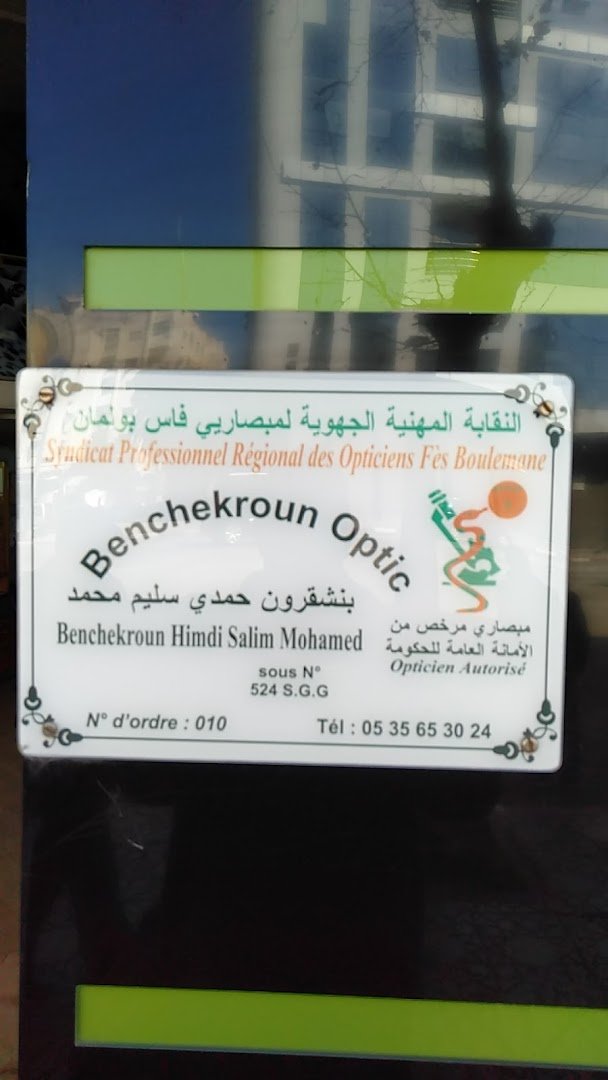 النقابة المهنية الجهوية لمبصاريي فاس بولمان
Syndicat Professionnel Régional des Opticiens Fès Boulemane
Benchekroun Optic
بنشقرون حمدي سليم محمد
Benchekroun Himdi Salim Mohamed
مبصاري مرخص من
الأمانة العامة للحكومة
Opticien Autorisé
sous N°
524 S.G.G
N° d'ordre : 010
Tél : 05 35 65 30 24